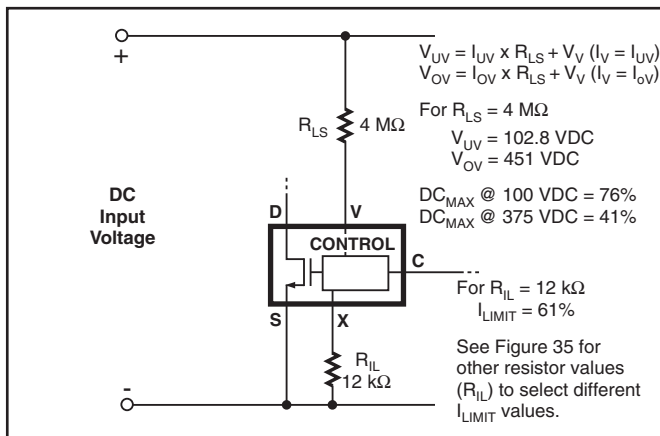 +
V_UV = I_UV x R_LS + V_V (I_V = I_UV)
V_OV = I_OV x R_LS + V_V (I_V = I_oV)
For R_LS = 4 MΩ
V_UV = 102.8 VDC
V_OV = 451 VDC
DC_MAX @ 100 VDC = 76%
DC_MAX @ 375 VDC = 41%
R_LS
4 MΩ
DC
Input
Voltage
D
V
CONTROL
C
S
X
For R_IL = 12 kΩ
I_LIMIT = 61%
R_IL
12 kΩ
See Figure 35 for
other resistor values
(R_IL) to select different
I_LIMIT values.
-